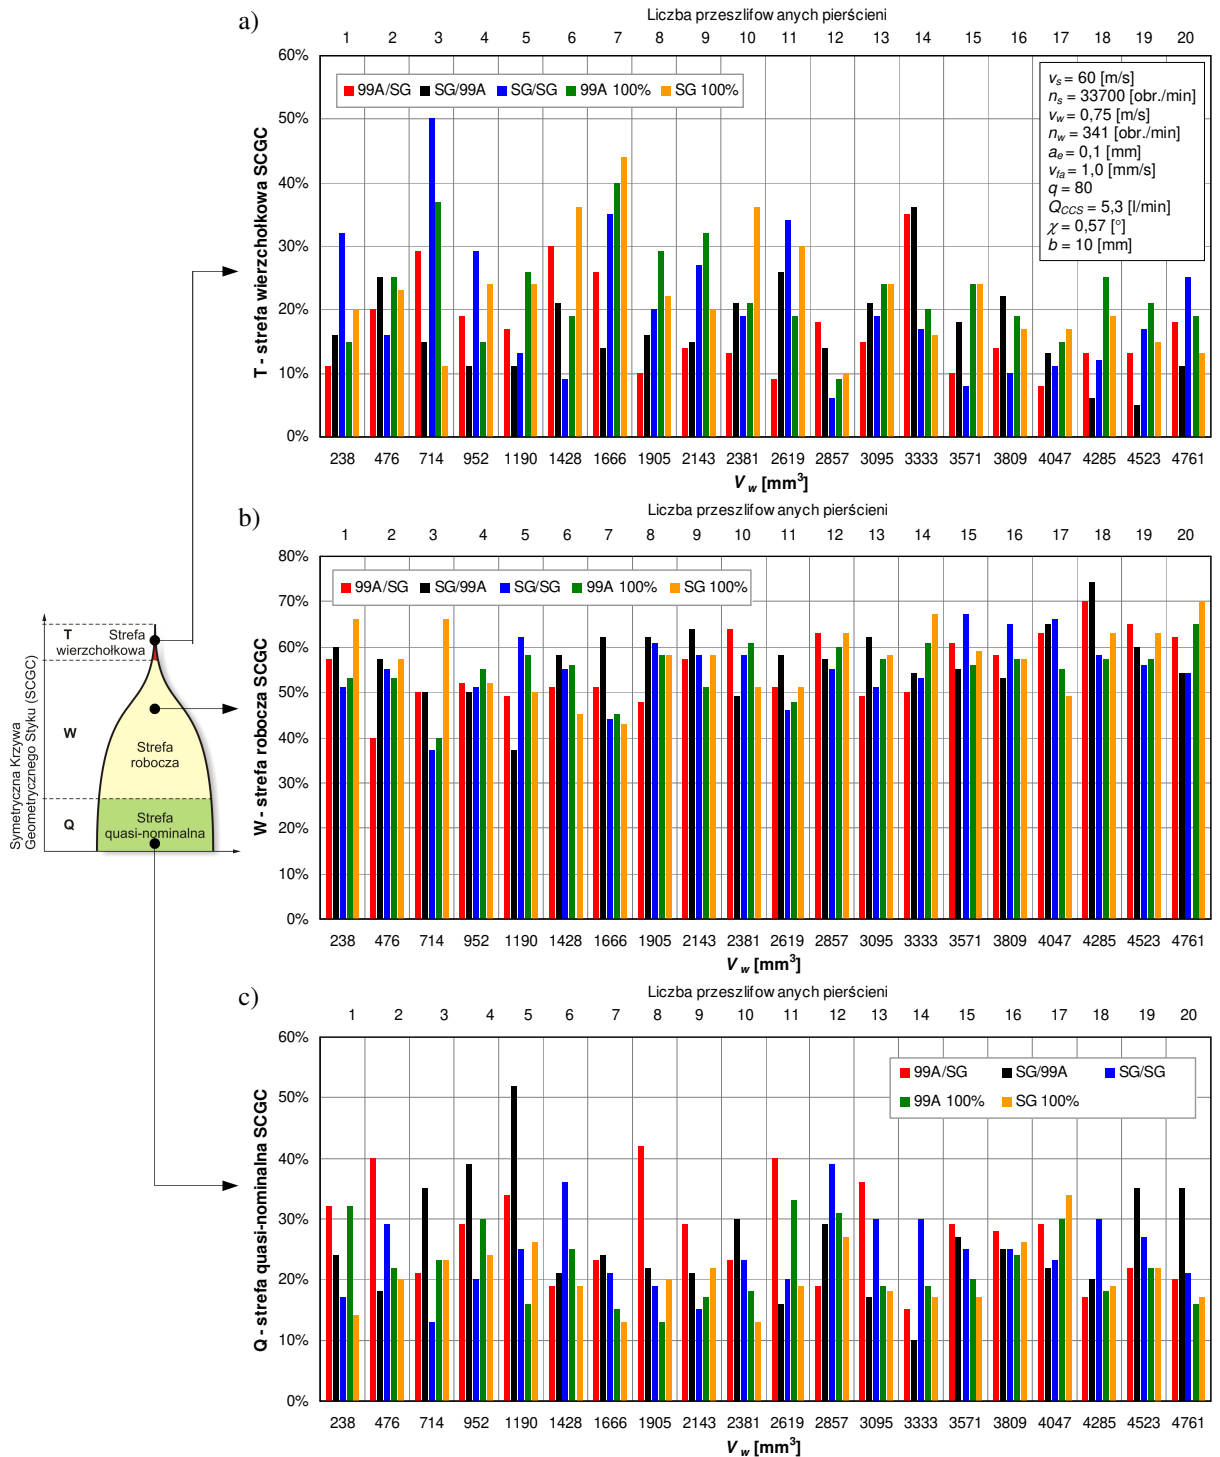 a)
Liczba przeszlifow anych pierścieni
1 2 3 4 5 6 7 8 9 10 11 12 13 14 15 16 17 18 19 20
T - strefa wierzchołkowa SCGC
60%
50%
40%
30%
20%
10%
0%
99A/SG SG/99A SG/SG 99A 100% SG 100%
vs = 60 [m/s]
ns = 33700 [obr./min]
vw = 0,75 [m/s]
nw = 341 [obr./min]
ae = 0,1 [mm]
vfa = 1,0 [mm/s]
q = 80
QCCS = 5,3 [l/min]
χ = 0,57 [°]
b = 10 [mm]
238 476 714 952 1190 1428 1666 1905 2143 2381 2619 2857 3095 3333 3571 3809 4047 4285 4523 4761
V w [mm3]
b)
Liczba przeszlifow anych pierścieni
1 2 3 4 5 6 7 8 9 10 11 12 13 14 15 16 17 18 19 20
W - strefa robocza SCGC
80%
70%
60%
50%
40%
30%
20%
10%
0%
99A/SG SG/99A SG/SG 99A 100% SG 100%
238 476 714 952 1190 1428 1666 1905 2143 2381 2619 2857 3095 3333 3571 3809 4047 4285 4523 4761
V w [mm3]
Symetryczna Krzywa
Geometrycznego Styku (SCGC)
T
Strefa
wierzchołkowa
W
Strefa
robocza
Q
Strefa
quasi-nominalna
c)
Liczba przeszlifow anych pierścieni
1 2 3 4 5 6 7 8 9 10 11 12 13 14 15 16 17 18 19 20
Q - strefa quasi-nominalna SCGC
60%
50%
40%
30%
20%
10%
0%
99A/SG SG/99A SG/SG
99A 100% SG 100%
238 476 714 952 1190 1428 1666 1905 2143 2381 2619 2857 3095 3333 3571 3809 4047 4285 4523 4761
V w [mm3]